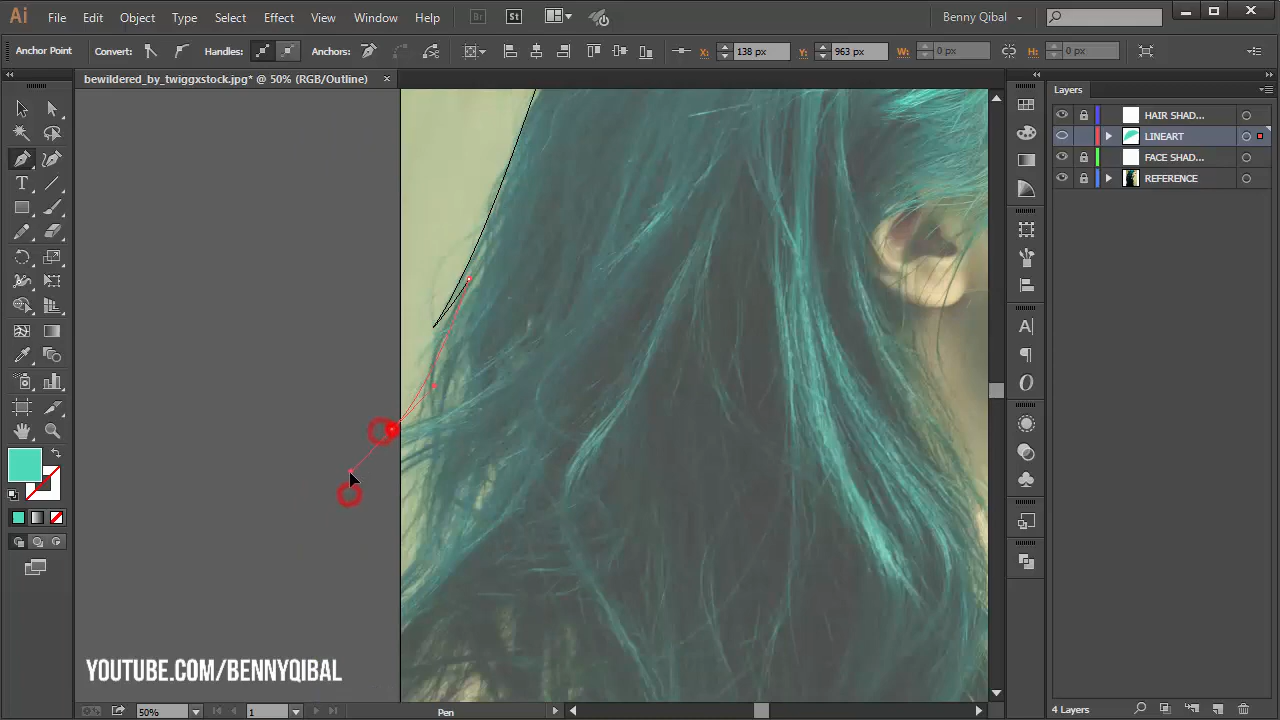 Ai File Edit Object Type Select Effect View Window Help Br St Benny Qibal
Anchor Point Convert: Handles: Anchors: X: 138 px Y: 963 px W: 0 px H: 0 px
bewildered_by_twiggxstock.jpg* @ 50% (RGB/Outline) ×
Layers
HAIR SHAD...
LINEART
FACE SHAD...
REFERENCE
YOUTUBE.COM/BENNYQIBAL
50% 1 Pen 4 Layers